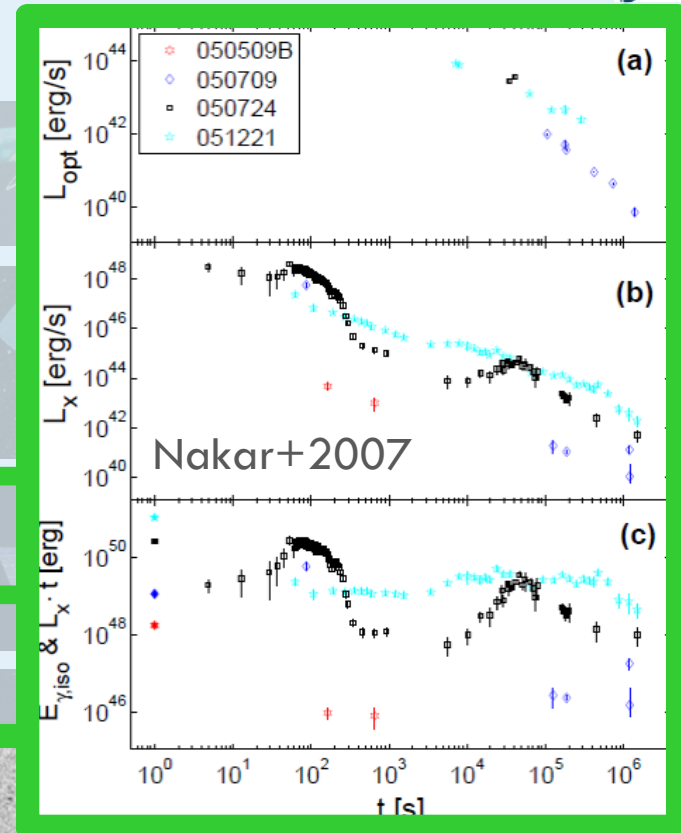 050509B
050709
050724
051221
(a)
L_opt [erg/s]
10^44
10^42
10^40
(b)
L_x [erg/s]
10^48
10^46
10^44
10^42
10^40
Nakar+2007
(c)
E_γ,iso & L_x · t [erg]
10^50
10^48
10^46
10^0 10^1 10^2 10^3 10^4 10^5 10^6
t [s]